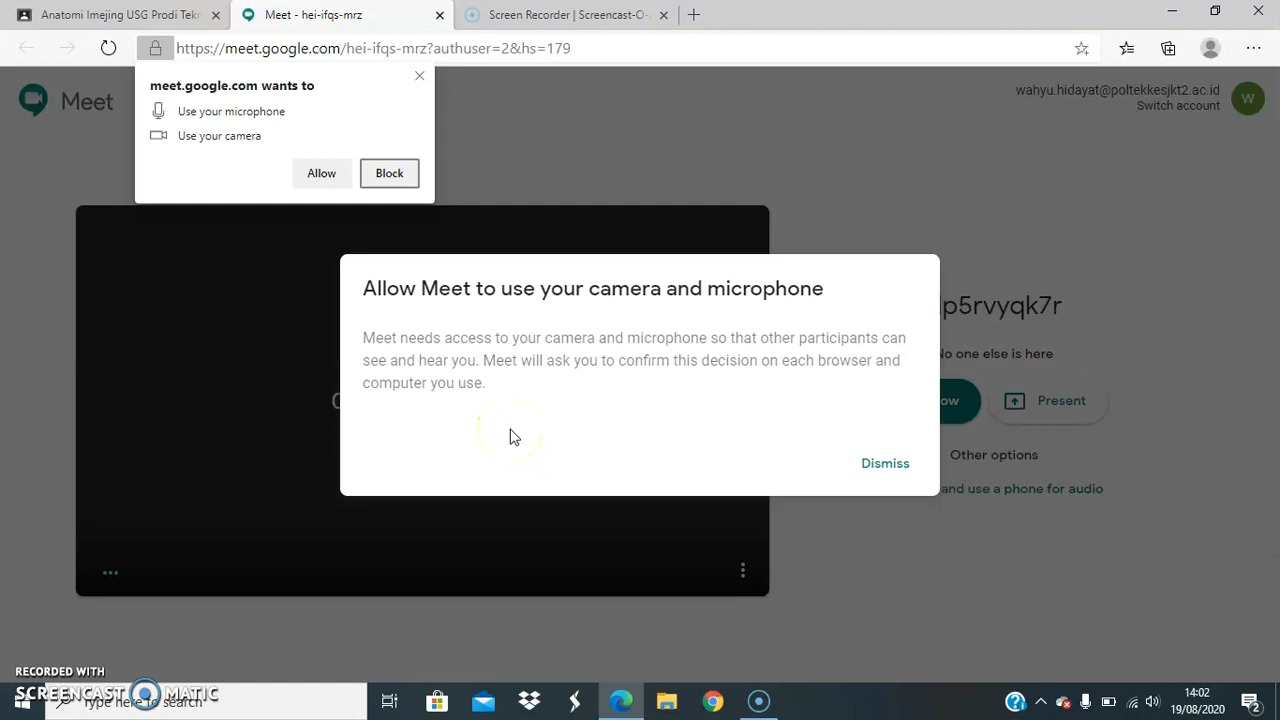 Anatomi Imejing USG Prodi Tekr
Meet - hei-ifqs-mrz
Screen Recorder | Screencast-O-
https://meet.google.com/hei-ifqs-mrz?authuser=2&hs=179
meet.google.com wants to
Use your microphone
Use your camera
Allow
Block
Meet
wahyu.hidayat@poltekkesjkt2.ac.id
Switch account
W
Allow Meet to use your camera and microphone
Meet needs access to your camera and microphone so that other participants can
see and hear you. Meet will ask you to confirm this decision on each browser and
computer you use.
Dismiss
p5rvyqk7r
No one else is here
ow
Present
Other options
and use a phone for audio
RECORDED WITH
SCREENCAST MATIC
Type here to search
14:02
19/08/2020
2